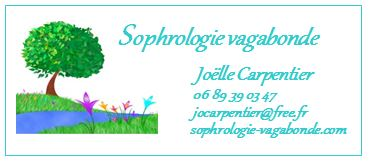 Sophrologie vagabonde
Joëlle Carpentier
06 89 39 03 47
jocarpentier@free.fr
sophrologie-vagabonde.com